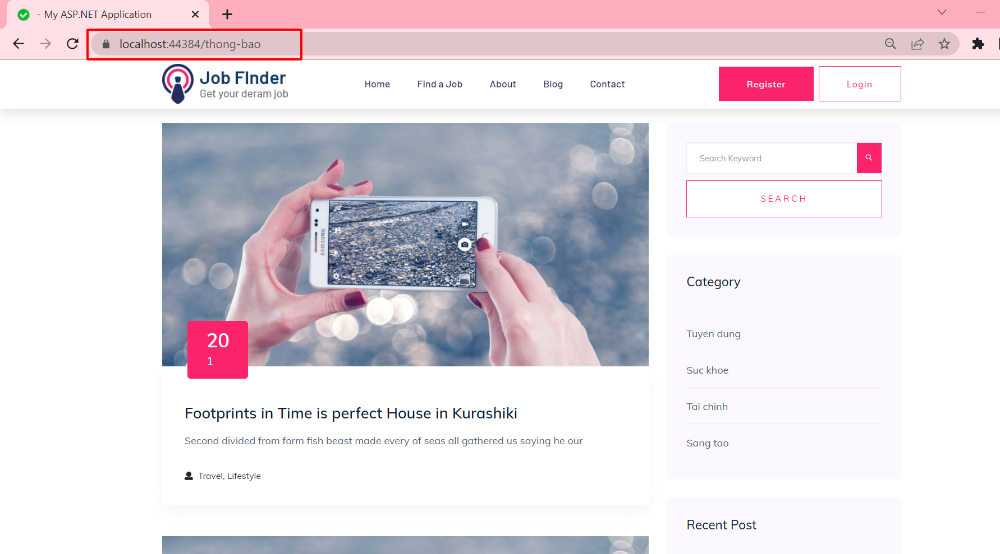 - My ASP.NET Application
localhost:44384/thong-bao
Job FInder
Get your deram job
Home
Find a Job
About
Blog
Contact
Register
Login
SAMSUNG
MODE
20
1
Footprints in Time is perfect House in Kurashiki
Second divided from form fish beast made every of seas all gathered us saying he our
Travel, Lifestyle
Search Keyword
SEARCH
Category
Tuyen dung
Suc khoe
Tai chinh
Sang tao
Recent Post